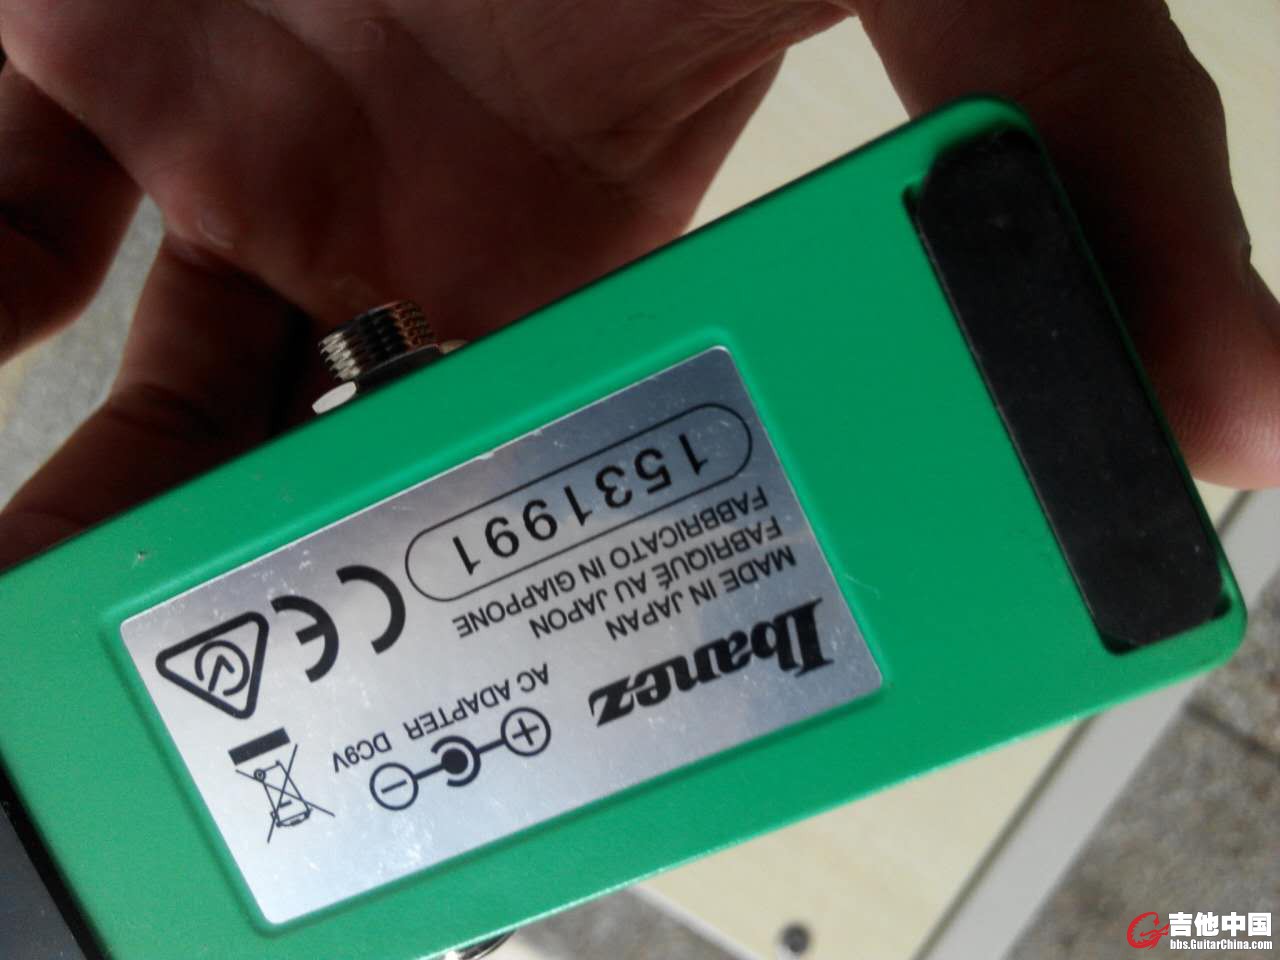 Ibanez
MADE IN JAPAN
FABRIQUÉ AU JAPON
FABBRICATO IN GIAPPONE
1531991
AC ADAPTER DC9V
CE
吉他中国
bbs.GuitarChina.com